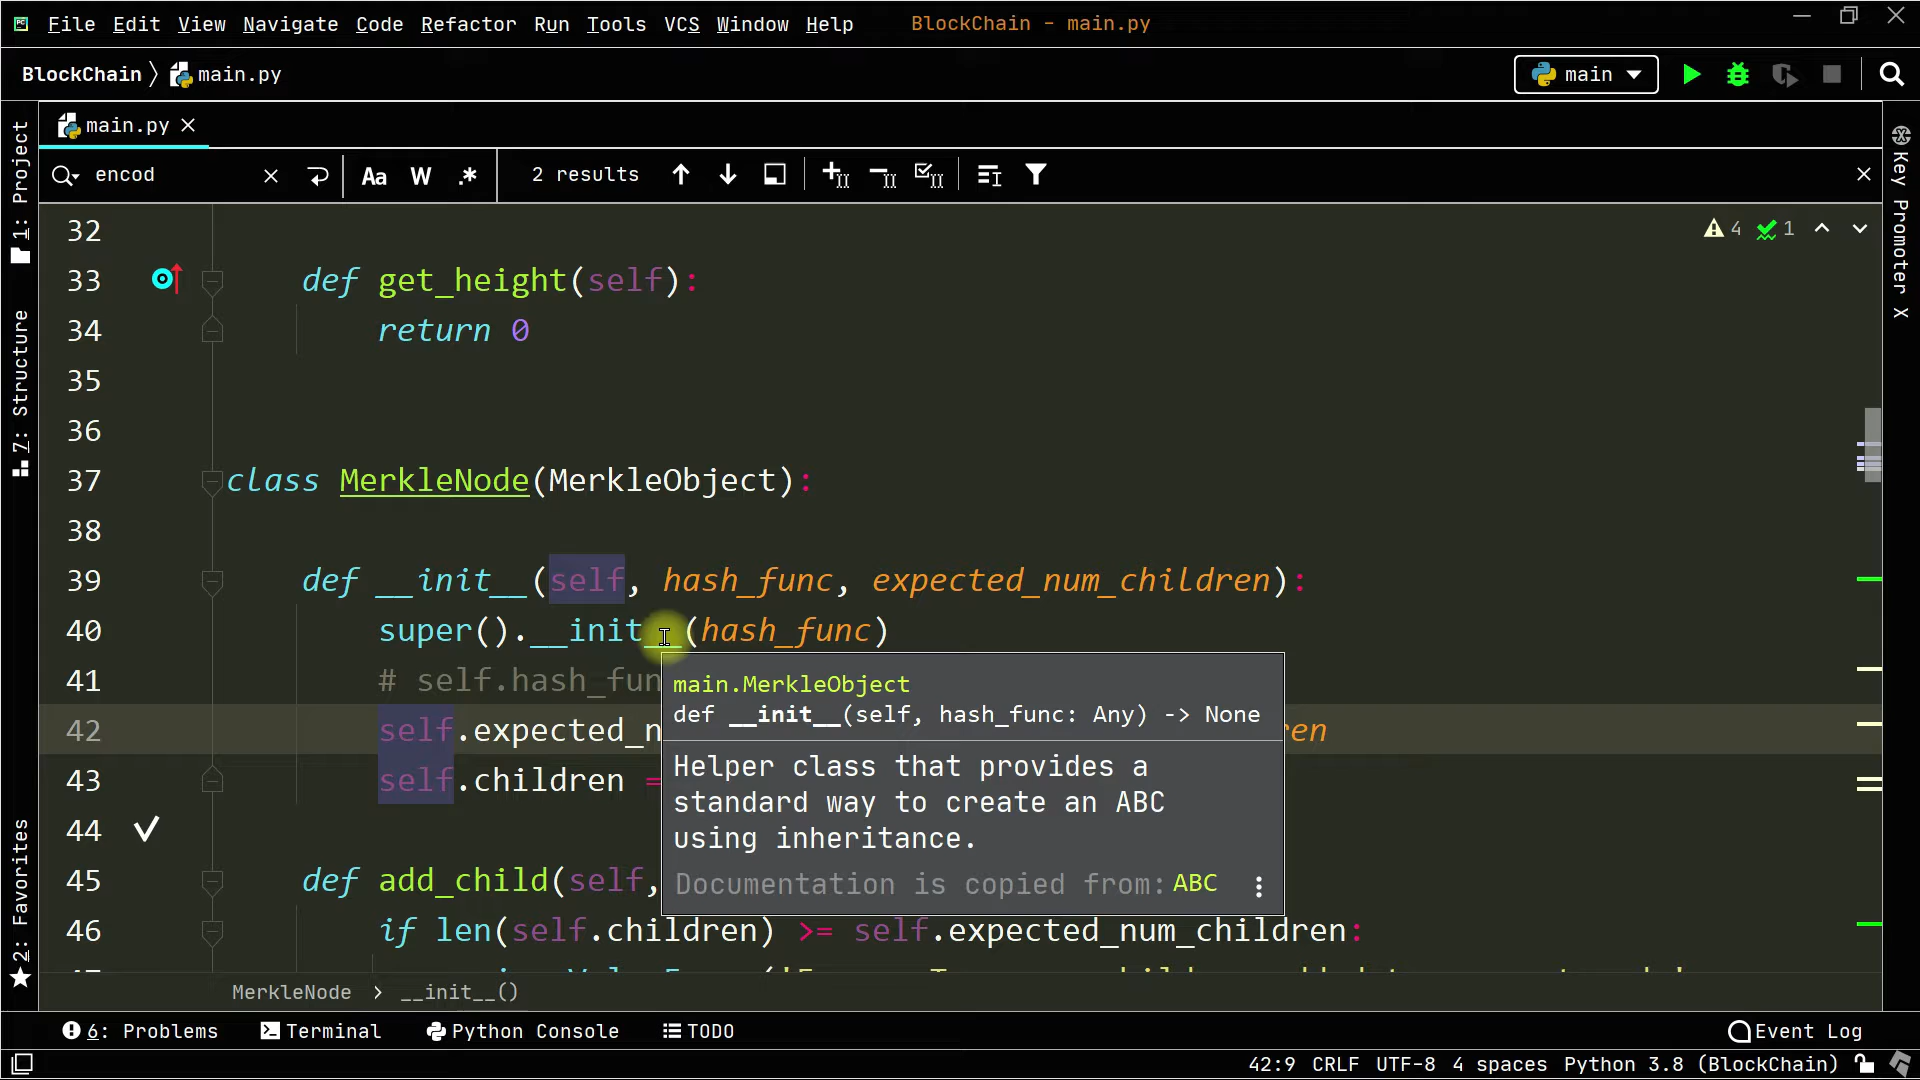 File Edit View Navigate Code Refactor Run Tools VCS Window Help BlockChain - main.py
BlockChain main.py main
main.py
encod Aa W .* 2 results
4 1
32
33 def get_height(self):
34 return 0
35
36
37 class MerkleNode(MerkleObject):
38
39 def __init__(self, hash_func, expected_num_children):
40 super().__init__(hash_func)
41 # self.hash_fun
42 self.expected_n en
43 self.children =
44
45 def add_child(self,
46 if len(self.children) >= self.expected_num_children:
main.MerkleObject
def __init__(self, hash_func: Any) -> None
Helper class that provides a
standard way to create an ABC
using inheritance.
Documentation is copied from: ABC
MerkleNode > __init__()
1: Project
7: Structure
2: Favorites
Key Promoter X
6: Problems Terminal Python Console TODO Event Log
42:9 CRLF UTF-8 4 spaces Python 3.8 (BlockChain)